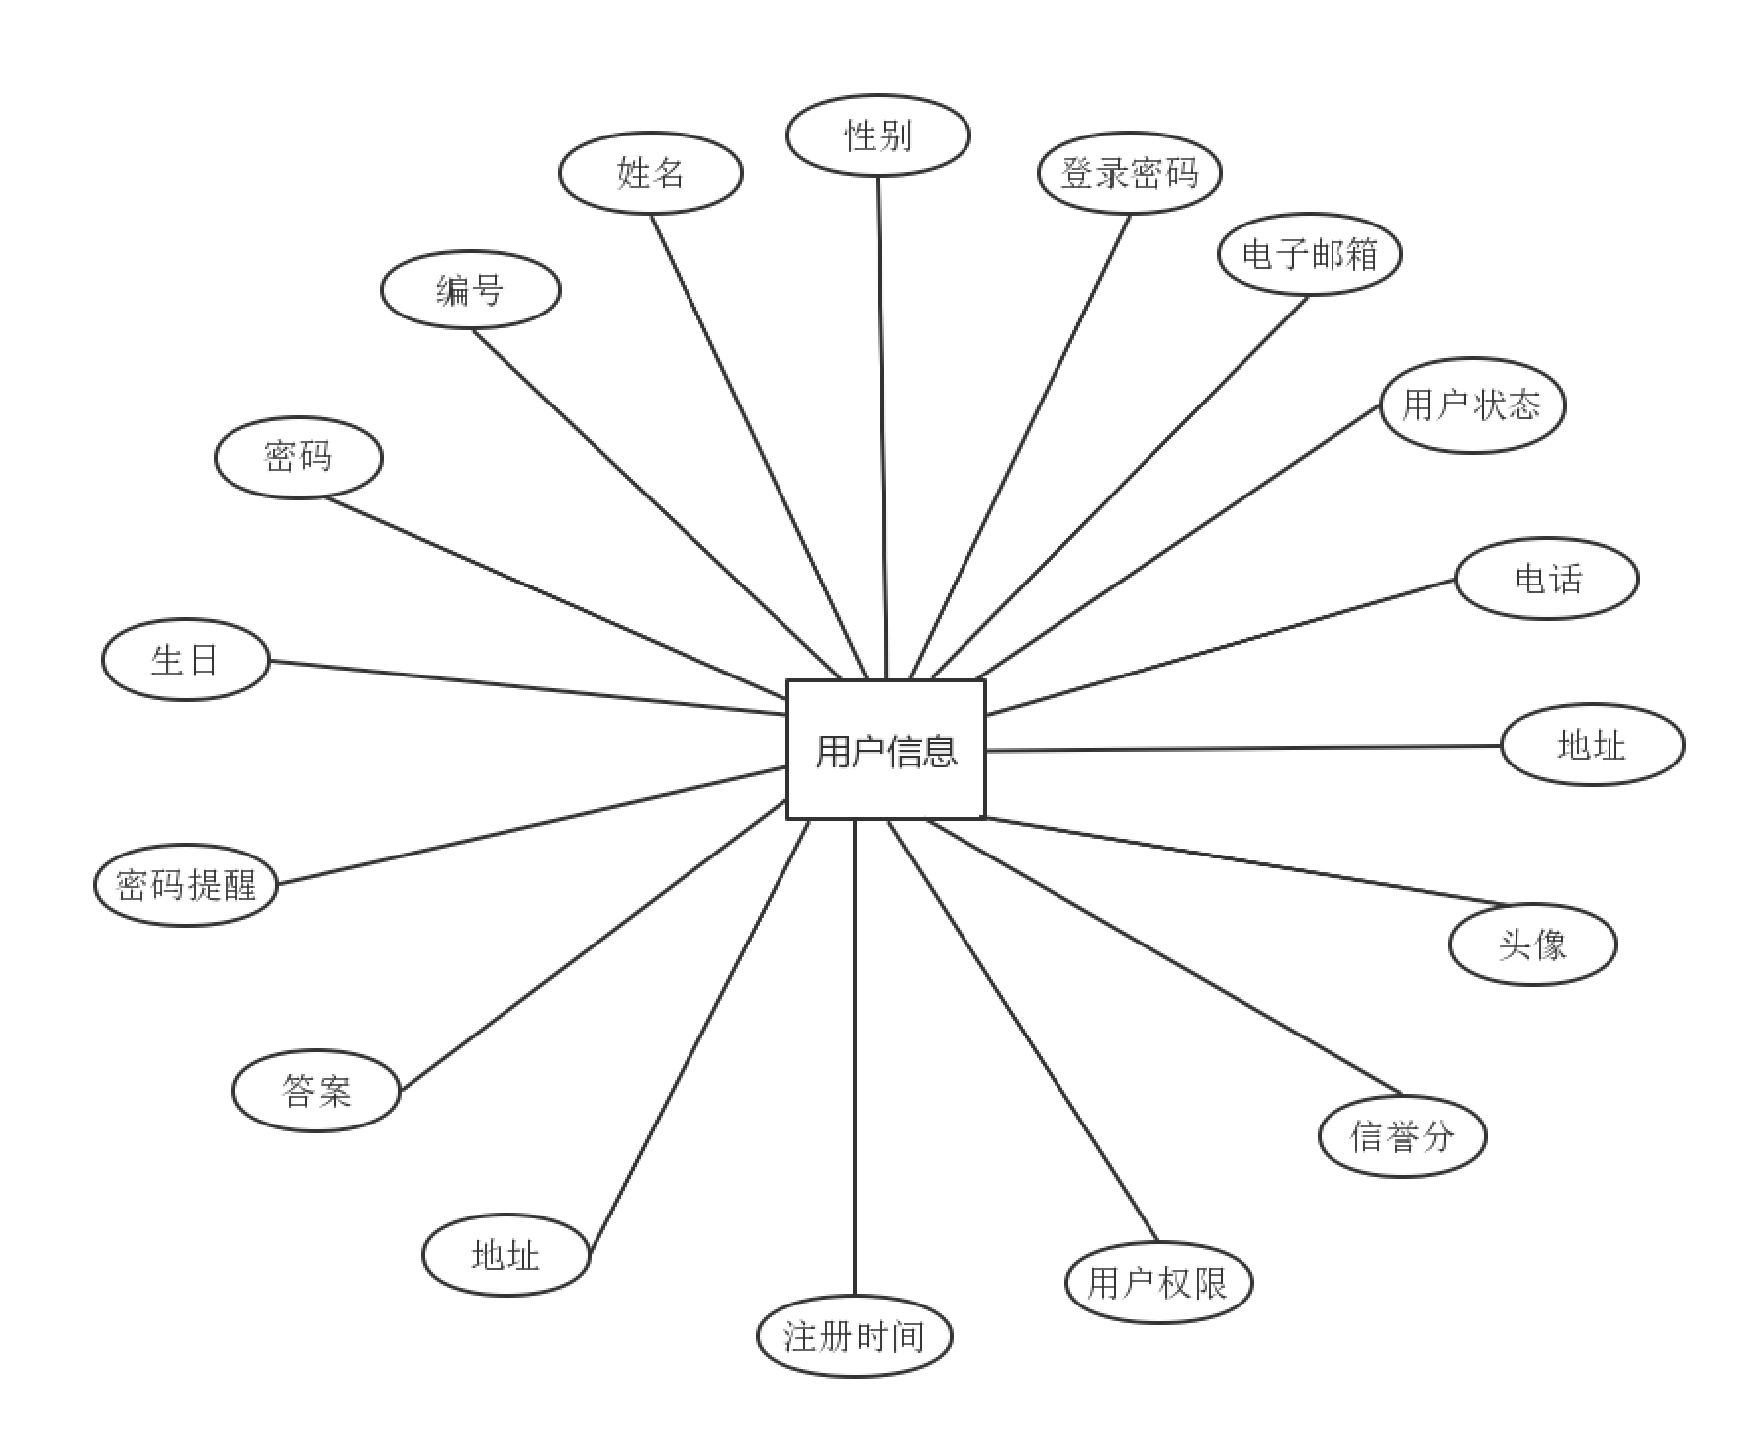 性别
姓名
登录密码
电子邮箱
编号
用户状态
密码
电话
生日
地址
用户信息
密码提醒
头像
答案
信誉分
地址
用户权限
注册时间